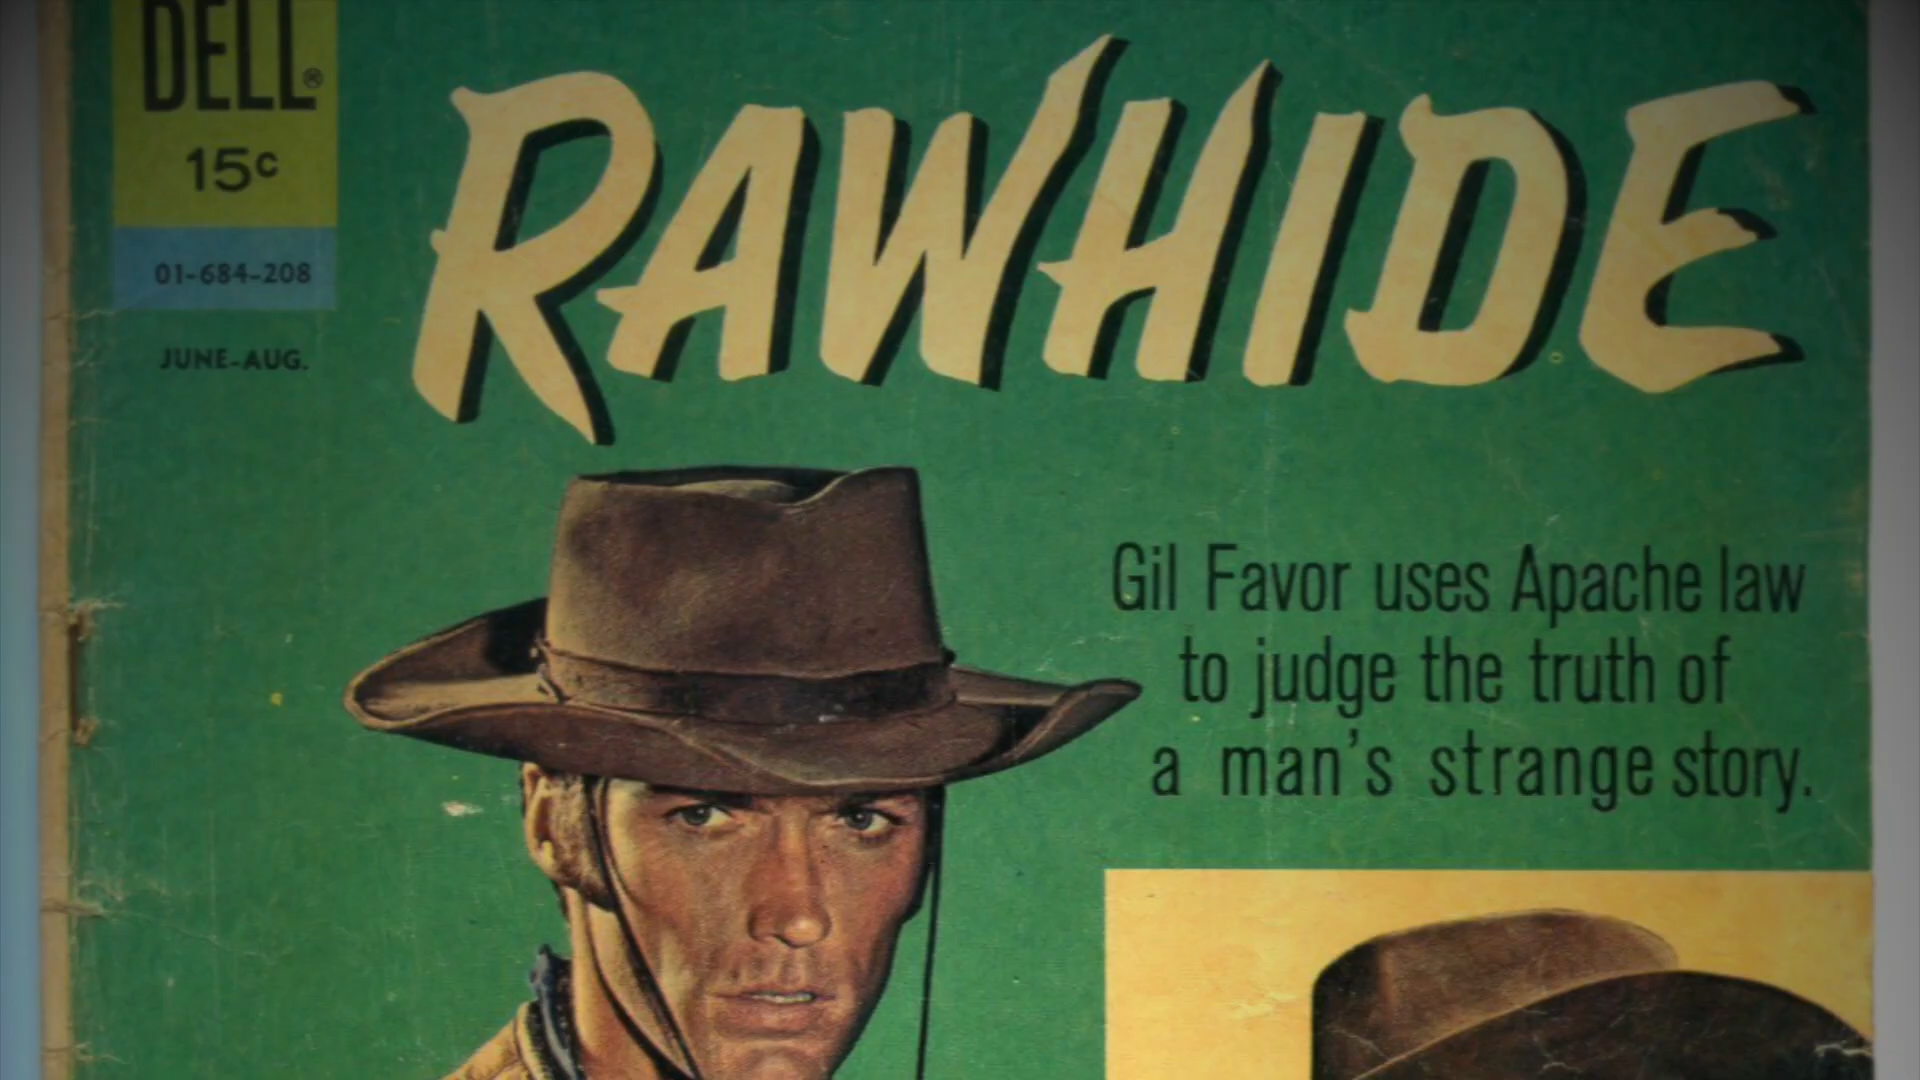 DELL®
15c
01-684-208
JUNE-AUG.
RAWHIDE
Gil Favor uses Apache law
to judge the truth of
a man's strange story.